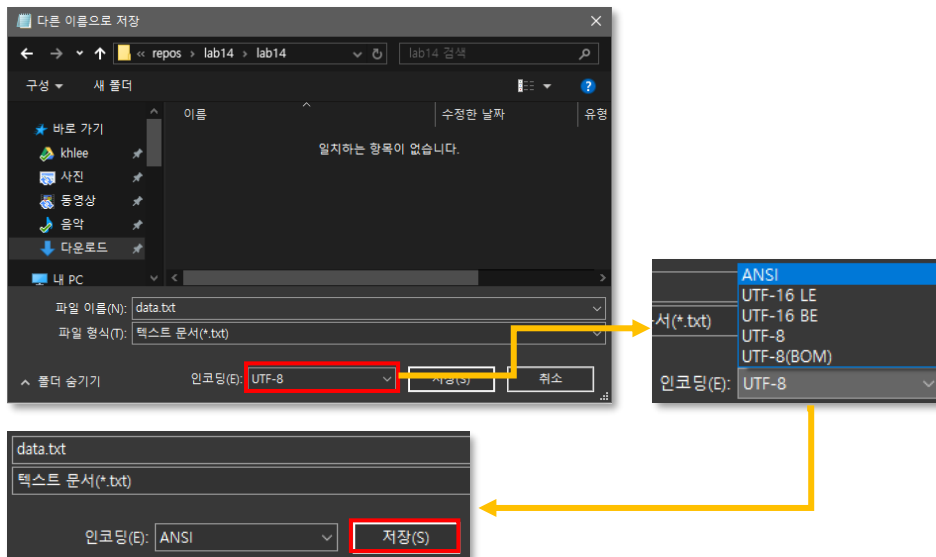 다른 이름으로 저장
« repos > lab14 > lab14
lab14 검색
구성
새 폴더
이름
수정한 날짜
유형
바로 가기
khlee
사진
동영상
음악
다운로드
내 PC
일치하는 항목이 없습니다.
파일 이름(N): data.txt
파일 형식(T): 텍스트 문서(*.txt)
폴더 숨기기
인코딩(E): UTF-8
저장(S)
취소
ANSI
UTF-16 LE
UTF-16 BE
UTF-8
UTF-8(BOM)
서(*.txt)
인코딩(E): UTF-8
data.txt
텍스트 문서(*.txt)
인코딩(E): ANSI
저장(S)